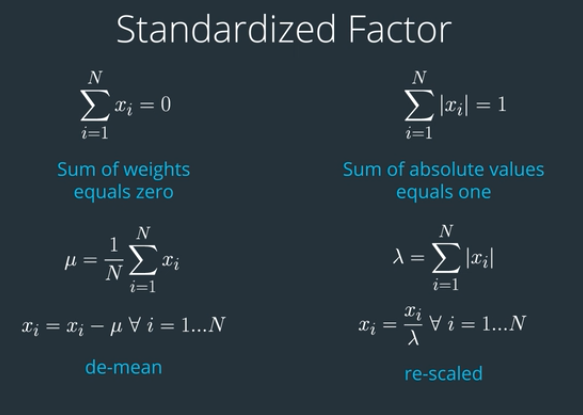 Standardized Factor
$\sum_{i=1}^{N} x_i = 0$
Sum of weights
equals zero
$\mu = \frac{1}{N} \sum_{i=1}^{N} x_i$
$x_i = x_i - \mu \; \forall \; i = 1...N$
de-mean
$\sum_{i=1}^{N} |x_i| = 1$
Sum of absolute values
equals one
$\lambda = \sum_{i=1}^{N} |x_i|$
$x_i = \frac{x_i}{\lambda} \; \forall \; i = 1...N$
re-scaled